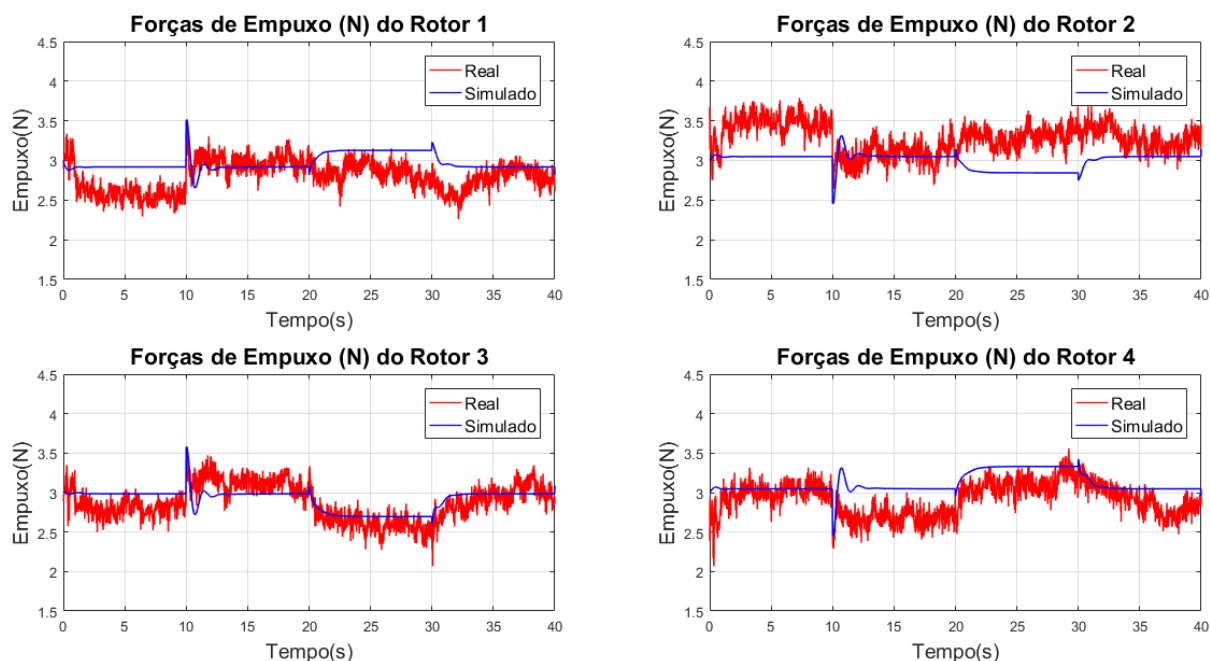 Forças de Empuxo (N) do Rotor 1
4.5
4
3.5
3
2.5
2
1.5
Empuxo(N)
Real
Simulado
0 5 10 15 20 25 30 35 40
Tempo(s)
Forças de Empuxo (N) do Rotor 2
4.5
4
3.5
3
2.5
2
1.5
Empuxo(N)
Real
Simulado
0 5 10 15 20 25 30 35 40
Tempo(s)
Forças de Empuxo (N) do Rotor 3
4.5
4
3.5
3
2.5
2
1.5
Empuxo(N)
Real
Simulado
0 5 10 15 20 25 30 35 40
Tempo(s)
Forças de Empuxo (N) do Rotor 4
4.5
4
3.5
3
2.5
2
1.5
Empuxo(N)
Real
Simulado
0 5 10 15 20 25 30 35 40
Tempo(s)